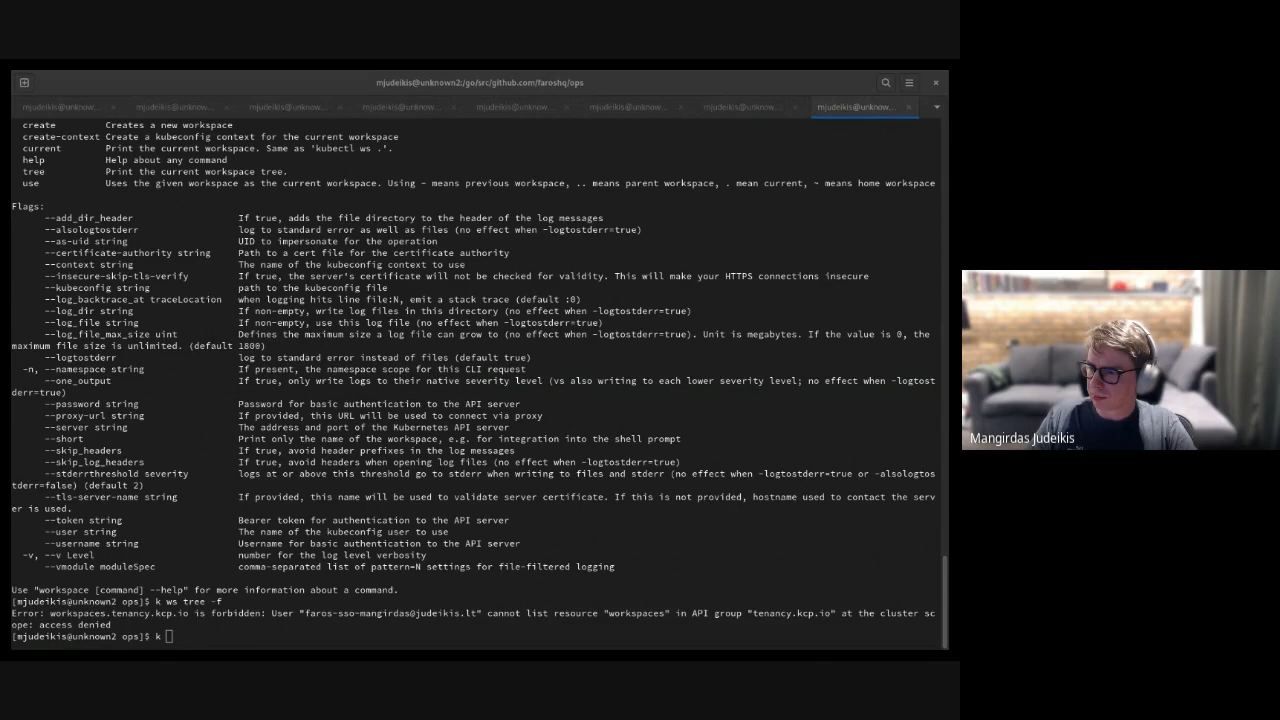 mjudeikis@unknown2:/go/src/github.com/faroshq/ops
mjudeikis@unknow... mjudeikis@unknow... mjudeikis@unknow... mjudeikis@unknow... mjudeikis@unknow... mjudeikis@unknow... mjudeikis@unknow... mjudeikis@unknow...
create Creates a new workspace
create-context Create a kubeconfig context for the current workspace
current Print the current workspace. Same as 'kubectl ws .'.
help Help about any command
tree Print the current workspace tree.
use Uses the given workspace as the current workspace. Using - means previous workspace, .. means parent workspace, . mean current, ~ means home workspace
Flags:
--add_dir_header If true, adds the file directory to the header of the log messages
--alsologtostderr log to standard error as well as files (no effect when -logtostderr=true)
--as-uid string UID to impersonate for the operation
--certificate-authority string Path to a cert file for the certificate authority
--context string The name of the kubeconfig context to use
--insecure-skip-tls-verify If true, the server's certificate will not be checked for validity. This will make your HTTPS connections insecure
--kubeconfig string path to the kubeconfig file
--log_backtrace_at traceLocation when logging hits line file:N, emit a stack trace (default :0)
--log_dir string If non-empty, write log files in this directory (no effect when -logtostderr=true)
--log_file string If non-empty, use this log file (no effect when -logtostderr=true)
--log_file_max_size uint Defines the maximum size a log file can grow to (no effect when -logtostderr=true). Unit is megabytes. If the value is 0, the
maximum file size is unlimited. (default 1800)
--logtostderr log to standard error instead of files (default true)
-n, --namespace string If present, the namespace scope for this CLI request
--one_output If true, only write logs to their native severity level (vs also writing to each lower severity level; no effect when -logtost
derr=true)
--password string Password for basic authentication to the API server
--proxy-url string If provided, this URL will be used to connect via proxy
--server string The address and port of the Kubernetes API server
--short Print only the name of the workspace, e.g. for integration into the shell prompt
--skip_headers If true, avoid header prefixes in the log messages
--skip_log_headers If true, avoid headers when opening log files (no effect when -logtostderr=true)
--stderrthreshold severity logs at or above this threshold go to stderr when writing to files and stderr (no effect when -logtostderr=true or -alsologtos
tderr=false) (default 2)
--tls-server-name string If provided, this name will be used to validate server certificate. If this is not provided, hostname used to contact the serv
er is used.
--token string Bearer token for authentication to the API server
--user string The name of the kubeconfig user to use
--username string Username for basic authentication to the API server
-v, --v Level number for the log level verbosity
--vmodule moduleSpec comma-separated list of pattern=N settings for file-filtered logging
Use "workspace [command] --help" for more information about a command.
[mjudeikis@unknown2 ops]$ k ws tree -f
Error: workspaces.tenancy.kcp.io is forbidden: User "faros-sso-mangirdas@judeikis.lt" cannot list resource "workspaces" in API group "tenancy.kcp.io" at the cluster sc
ope: access denied
[mjudeikis@unknown2 ops]$ k
Mangirdas Judeikis